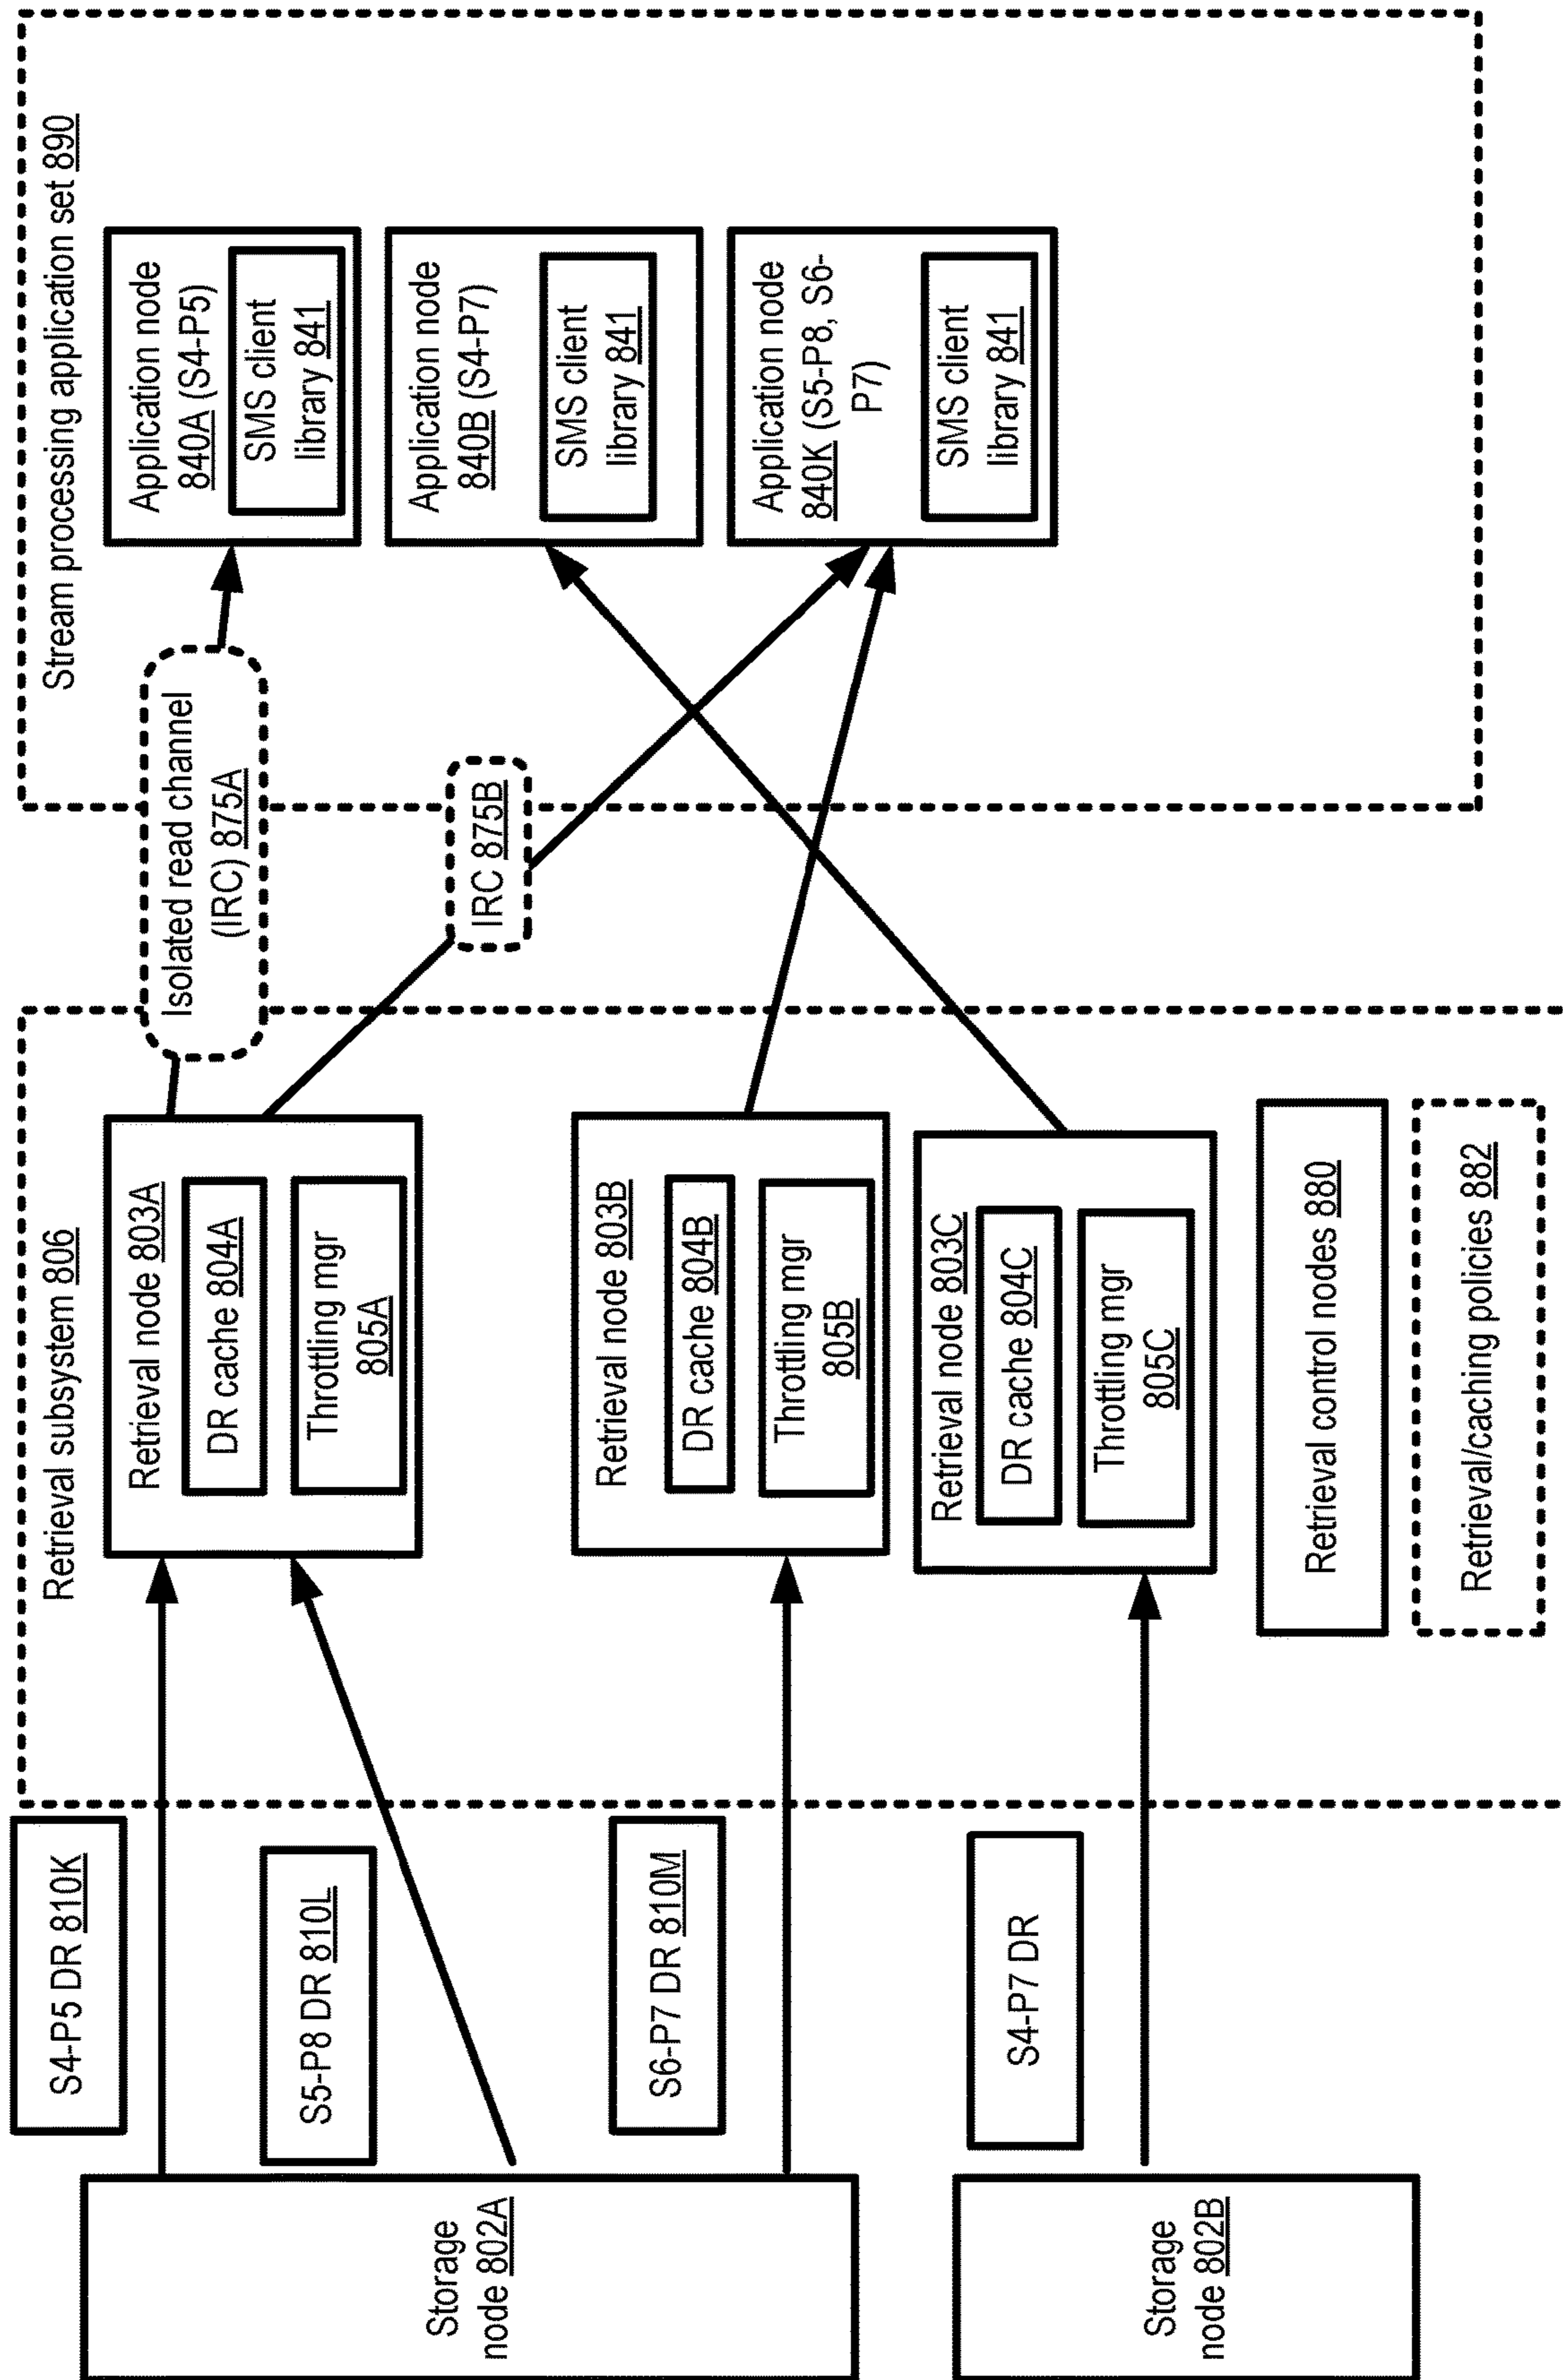 S4-P5 DR 810K
S5-P8 DR 810L
S6-P7 DR 810M
S4-P7 DR
Storage
node 802A
Storage
node 802B
Retrieval subsystem 806
Retrieval node 803A
DR cache 804A
Throttling mgr
805A
Retrieval node 803B
DR cache 804B
Throttling mgr
805B
Retrieval node 803C
DR cache 804C
Throttling mgr
805C
Retrieval control nodes 880
Retrieval/caching policies 882
Isolated read channel
(IRC) 875A
IRC 875B
Stream processing application set 890
Application node
840A (S4-P5)
SMS client
library 841
Application node
840B (S4-P7)
SMS client
library 841
Application node
840K (S5-P8, S6-
P7)
SMS client
library 841